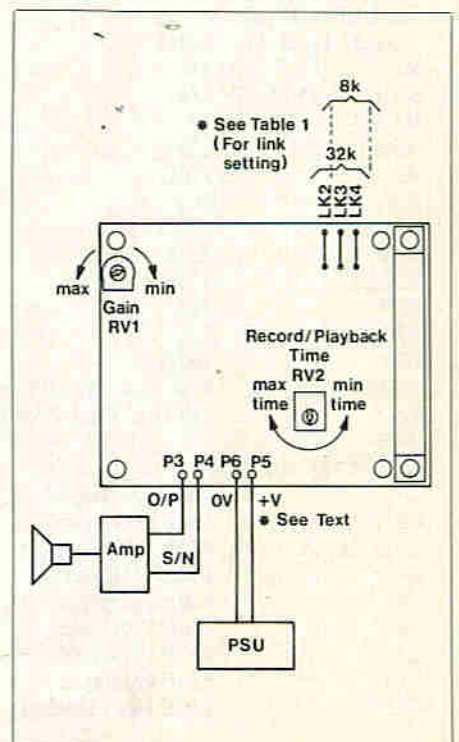 8k
* See Table 1
(For link
setting)
32k
LK2
LK3
LK4
max
min
Gain
RV1
Record/Playback
Time
RV2
max
time
min
time
P3 P4 P6 P5
O/P
0V
+V
* See Text
Amp
S/N
PSU